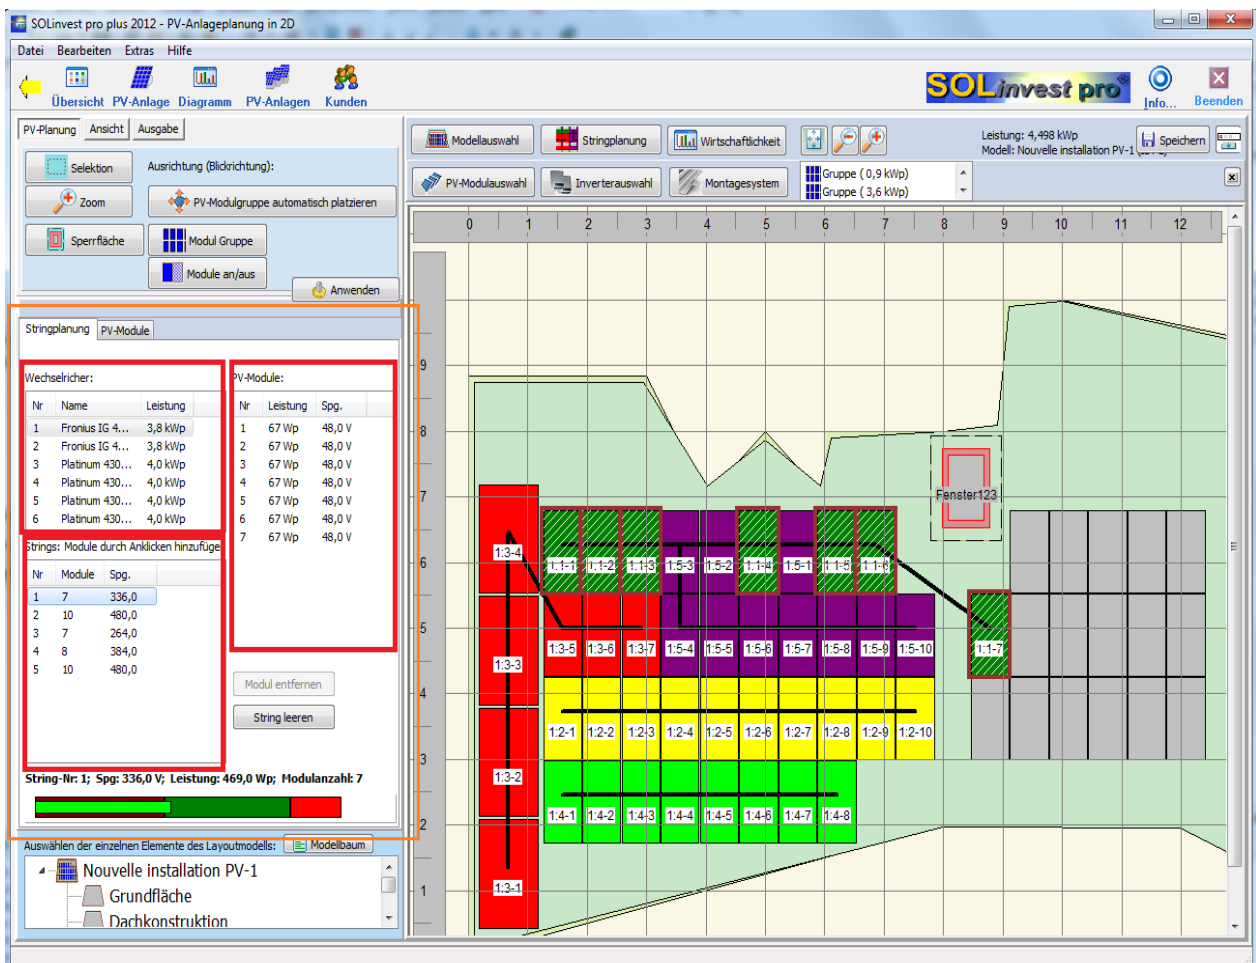 SOLinvest pro plus 2012 - PV-Anlageplanung in 2D
Datei Bearbeiten Extras Hilfe
Übersicht PV-Anlage Diagramm PV-Anlagen Kunden
SOLinvest pro®
Info... Beenden
PV-Planung Ansicht Ausgabe
Selektion Ausrichtung (Blickrichtung):
Zoom PV-Modulgruppe automatisch platzieren
Sperrfläche Modul Gruppe
Module an/aus
Anwenden
Modellauswahl Stringplanung Wirtschaftlichkeit
Leistung: 4,498 kWp
Modell: Nouvelle installation PV-1
Speichern
PV-Modulauswahl Inverterauswahl Montagesystem
Gruppe ( 0,9 kWp)
Gruppe ( 3,6 kWp)
Stringplanung PV-Module
Wechselrichter:
Nr Name Leistung
1 Fronius IG 4... 3,8 kWp
2 Fronius IG 4... 3,8 kWp
3 Platinum 430... 4,0 kWp
4 Platinum 430... 4,0 kWp
5 Platinum 430... 4,0 kWp
6 Platinum 430... 4,0 kWp
PV-Module:
Nr Leistung Spg.
1 67 Wp 48,0 V
2 67 Wp 48,0 V
3 67 Wp 48,0 V
4 67 Wp 48,0 V
5 67 Wp 48,0 V
6 67 Wp 48,0 V
7 67 Wp 48,0 V
Strings: Module durch Anklicken hinzufüge
Nr Module Spg.
1 7 336,0
2 10 480,0
3 7 264,0
4 8 384,0
5 10 480,0
Modul entfernen
String leeren
String-Nr: 1; Spg: 336,0 V; Leistung: 469,0 Wp; Modulanzahl: 7
Auswählen der einzelnen Elemente des Layoutmodells: Modellbaum
Nouvelle installation PV-1
Grundfläche
Dachkonstruktion
0 1 2 3 4 5 6 7 8 9 10 11 12
9
8
7
6
5
4
3
2
1
Fenster123
1:3-4 1:1-1 1:1-2 1:1-3 1:5-3 1:5-2 1:1-4 1:5-1 1:1-5 1:1-6
1:3-3 1:3-5 1:3-6 1:3-7 1:5-4 1:5-5 1:5-6 1:5-7 1:5-8 1:5-9 1:5-10 1:1-7
1:2-1 1:2-2 1:2-3 1:2-4 1:2-5 1:2-6 1:2-7 1:2-8 1:2-9 1:2-10
1:3-2
1:4-1 1:4-2 1:4-3 1:4-4 1:4-5 1:4-6 1:4-7 1:4-8
1:3-1